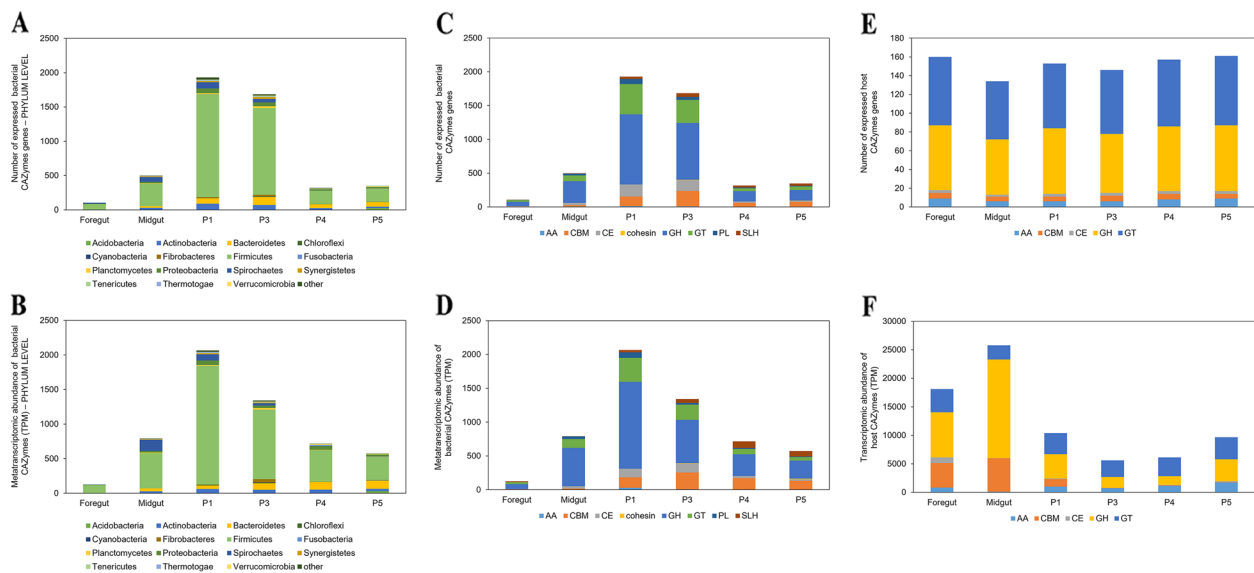 A
Number of expressed bacterial
CAZymes genes – PHYLUM LEVEL
2500
2000
1500
1000
500
0
Foregut Midgut P1 P3 P4 P5
Acidobacteria Actinobacteria Bacteroidetes Chloroflexi
Cyanobacteria Fibrobacteres Firmicutes Fusobacteria
Planctomycetes Proteobacteria Spirochaetes Synergistetes
Tenericutes Thermotogae Verrucomicrobia other
B
Metatranscriptomic abundance of bacterial
CAZymes (TPM) – PHYLUM LEVEL
2500
2000
1500
1000
500
0
Foregut Midgut P1 P3 P4 P5
Acidobacteria Actinobacteria Bacteroidetes Chloroflexi
Cyanobacteria Fibrobacteres Firmicutes Fusobacteria
Planctomycetes Proteobacteria Spirochaetes Synergistetes
Tenericutes Thermotogae Verrucomicrobia other
C
Number of expressed bacterial
CAZymes genes
2500
2000
1500
1000
500
0
Foregut Midgut P1 P3 P4 P5
AA CBM CE cohesin GH GT PL SLH
D
Metatranscriptomic abundance of
bacterial CAZymes (TPM)
2500
2000
1500
1000
500
0
Foregut Midgut P1 P3 P4 P5
AA CBM CE cohesin GH GT PL SLH
E
Number of expressed host
CAZymes genes
180
160
140
120
100
80
60
40
20
0
Foregut Midgut P1 P3 P4 P5
AA CBM CE GH GT
F
Transcriptomic abundance of
host CAZymes (TPM)
30000
25000
20000
15000
10000
5000
0
Foregut Midgut P1 P3 P4 P5
AA CBM CE GH GT